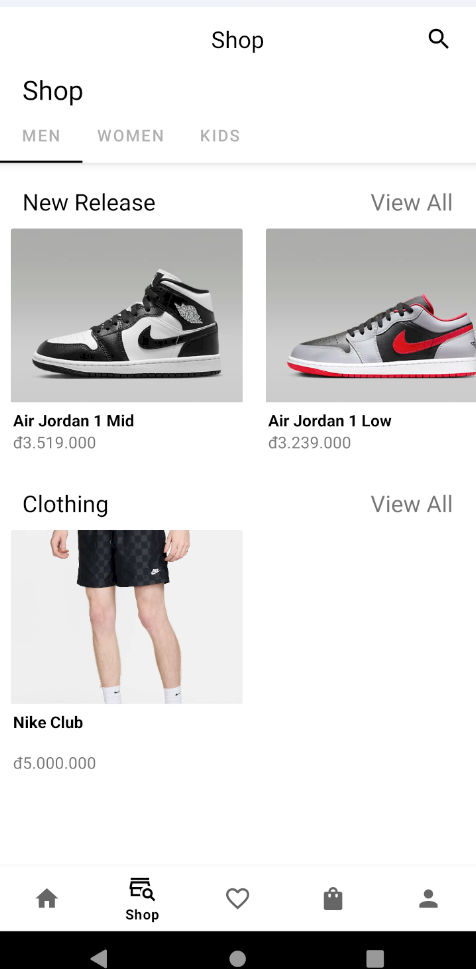 Shop
Shop
MEN WOMEN KIDS
New Release View All
Air Jordan 1 Mid Air Jordan 1 Low
đ3.519.000 đ3.239.000
Clothing View All
Nike Club
đ5.000.000
Shop